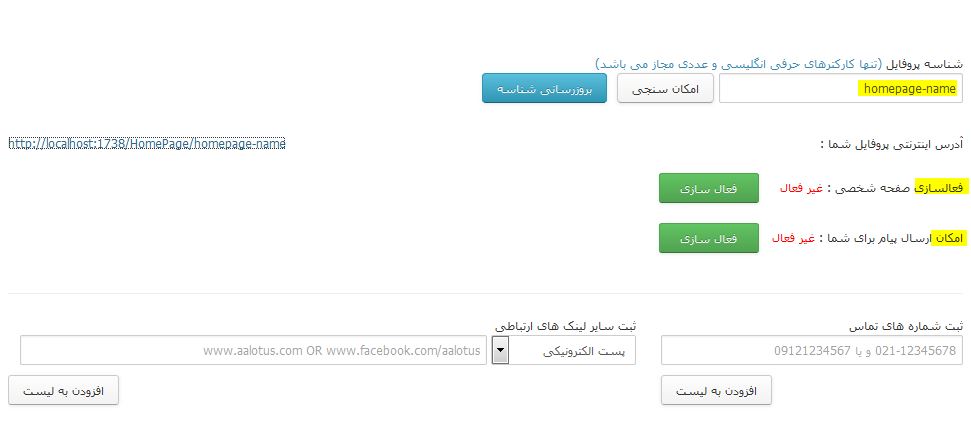 شناسه پروفایل (تنها کارکترهای حرفی انگلیسی و عددی مجاز می باشد)
homepage-name امکان سنجی بروزرسانی شناسه
آدرس اینترنتی پروفایل شما : http://localhost:1738/HomePage/homepage-name
فعالسازی صفحه شخصی : غیر فعال فعال سازی
امکان ارسال پیام برای شما : غیر فعال فعال سازی
ثبت شماره های تماس ثبت سایر لینک های ارتباطی
021-12345678 و یا 09121234567 پست الکترونیکی www.aalotus.com OR www.facebook.com/aalotus
افزودن به لیست افزودن به لیست